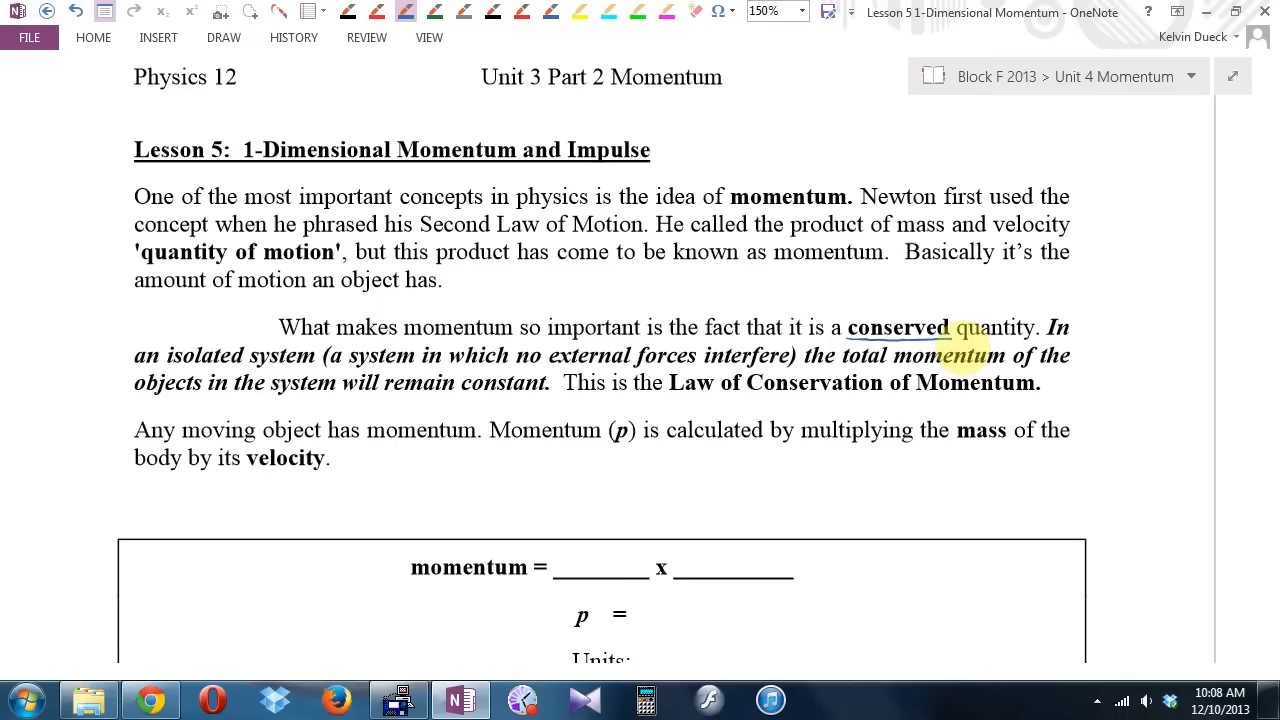 150%
Lesson 5 1-Dimensional Momentum - OneNote
FILE HOME INSERT DRAW HISTORY REVIEW VIEW
Kelvin Dueck
Physics 12 Unit 3 Part 2 Momentum
Block F 2013 > Unit 4 Momentum
Lesson 5: 1-Dimensional Momentum and Impulse
One of the most important concepts in physics is the idea of momentum. Newton first used the
concept when he phrased his Second Law of Motion. He called the product of mass and velocity
'quantity of motion', but this product has come to be known as momentum. Basically it's the
amount of motion an object has.
What makes momentum so important is the fact that it is a conserved quantity. In
an isolated system (a system in which no external forces interfere) the total momentum of the
objects in the system will remain constant. This is the Law of Conservation of Momentum.
Any moving object has momentum. Momentum (p) is calculated by multiplying the mass of the
body by its velocity.
momentum = ________ x __________
p =
Units:
10:08 AM
12/10/2013